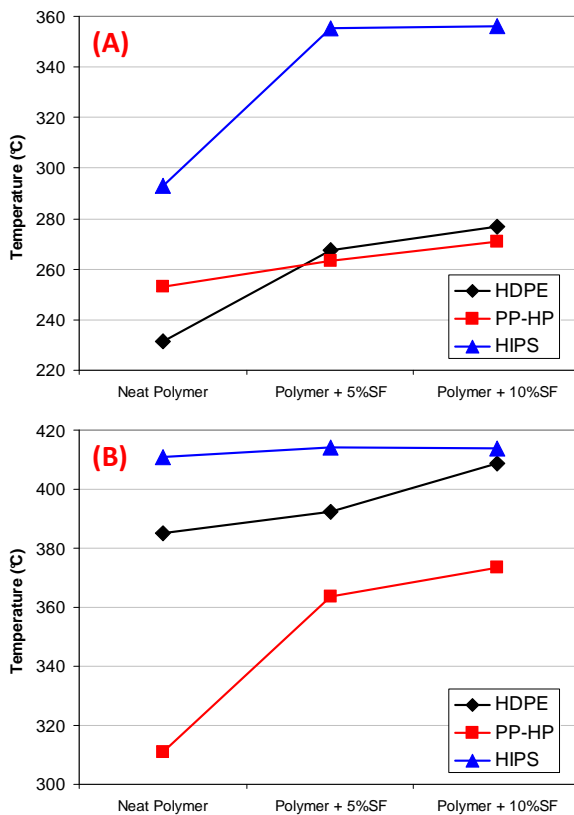 (A)
Temperature (°C)
360
340
320
300
280
260
240
220
HDPE
PP-HP
HIPS
Neat Polymer
Polymer + 5%SF
Polymer + 10%SF
(B)
Temperature (°C)
420
400
380
360
340
320
300
HDPE
PP-HP
HIPS
Neat Polymer
Polymer + 5%SF
Polymer + 10%SF